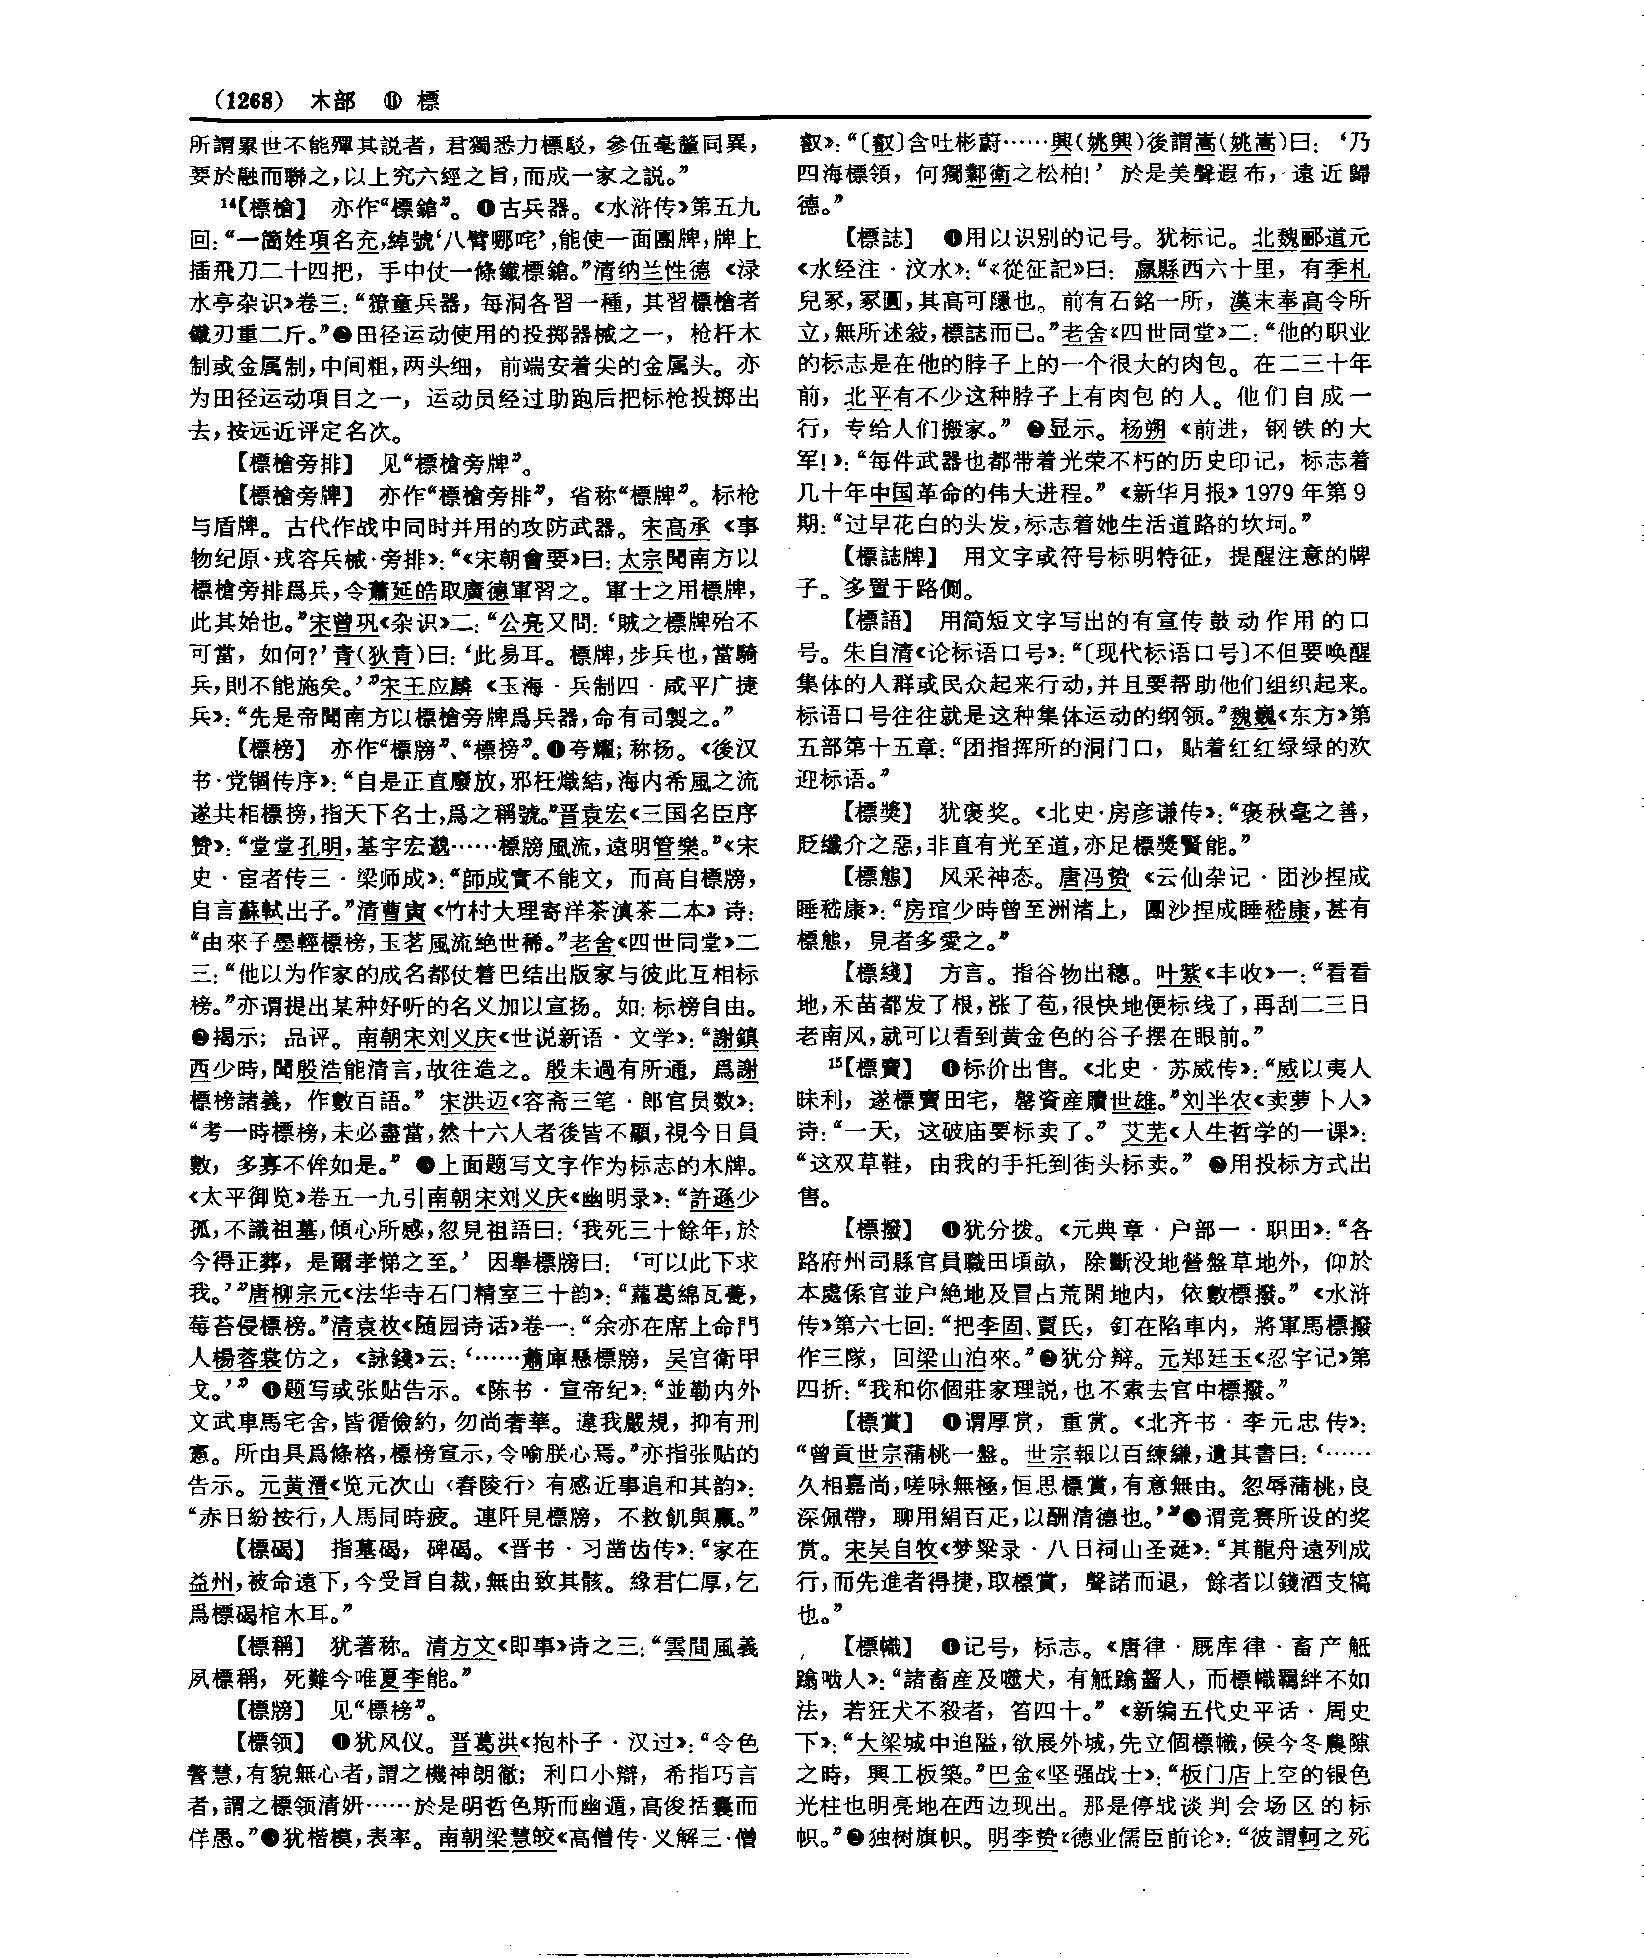 (1268) 木部 ⑪ 標
所謂累世不能殫其説者，君獨悉力標駁，參伍毫釐同異，
要於融而聯之，以上究六經之旨，而成一家之説。”
14【標槍】 亦作“標鎗”。❶古兵器。《水浒传》第五九
回：“一箇姓項名充，綽號‘八臂哪吒’，能使一面團牌，牌上
插飛刀二十四把，手中仗一條鐵標鎗。”清纳兰性德《渌
水亭杂识》卷三：“獠童兵器，每洞各習一種，其習標槍者
鐵刃重二斤。”❷田径运动使用的投掷器械之一，枪杆木
制或金属制，中间粗，两头细，前端安着尖的金属头。亦
为田径运动项目之一，运动员经过助跑后把标枪投掷出
去，按远近评定名次。
【標槍旁排】 见“標槍旁牌”。
【標槍旁牌】 亦作“標槍旁排”，省称“標牌”。标枪
与盾牌。古代作战中同时并用的攻防武器。宋高承《事
物纪原·戎容兵械·旁排》：“《宋朝會要》曰：太宗聞南方以
標槍旁排爲兵，令蕭延皓取廣德軍習之。軍士之用標牌，
此其始也。”宋曾巩《杂识》二：“公亮又問：‘賊之標牌殆不
可當，如何？’青（狄青）曰：‘此易耳。標牌，步兵也，當騎
兵，則不能施矣。’”宋王应麟《玉海·兵制四·咸平广捷
兵》：“先是帝聞南方以標槍旁牌爲兵器，命有司製之。”
【標榜】 亦作“標牓”、“標搒”。❶夸耀；称扬。《後汉
书·党锢传序》：“自是正直廢放，邪枉熾結，海内希風之流
遂共相標搒，指天下名士，爲之稱號。”晋袁宏《三国名臣序
赞》：“堂堂孔明，基宇宏邈……標牓風流，遠明管樂。”《宋
史·宦者传三·梁师成》：“師成實不能文，而高自標牓，
自言蘇軾出子。”清曹寅《竹村大理寄洋茶滇茶二本》诗：
“由來子墨輕標榜，玉茗風流絶世稀。”老舍《四世同堂》二
三：“他以为作家的成名都仗着巴结出版家与彼此互相标
榜。”亦谓提出某种好听的名义加以宣扬。如：标榜自由。
❷揭示；品评。南朝宋刘义庆《世说新语·文学》：“謝鎮
西少時，聞殷浩能清言，故往造之。殷未過有所通，爲謝
標榜諸義，作數百語。” 宋洪迈《容斋三笔·郎官员数》：
“考一時標榜，未必盡當，然十六人者後皆不顯，視今日員
數，多寡不侔如是。”❸上面题写文字作为标志的木牌。
《太平御览》卷五一九引南朝宋刘义庆《幽明录》：“許遜少
孤，不識祖墓，傾心所感，忽見祖語曰：‘我死三十餘年，於
今得正葬，是爾孝悌之至。’因舉標牓曰：‘可以此下求
我。’”唐柳宗元《法华寺石门精室三十韵》：“蘿葛綿瓦甍，
莓苔侵標榜。”清袁枚《随园诗话》卷一：“余亦在席上命門
人楊蓉裳仿之，《詠錢》云：‘……蕭庫懸標牓，吴宫衛甲
戈。’”❹题写或张贴告示。《陈书·宣帝纪》：“並勒内外
文武車馬宅舍，皆循儉約，勿尚奢華。違我嚴規，抑有刑
憲。所由具爲條格，標榜宣示，令喻朕心焉。”亦指张贴的
告示。元黄溍《览元次山〈舂陵行〉有感近事追和其韵》：
“赤日紛按行，人馬同時疲。連阡見標牓，不救飢與羸。”
【標碣】 指墓碣，碑碣。《晋书·习凿齿传》：“家在
益州，被命遠下，今受旨自裁，無由致其骸。緣君仁厚，乞
爲標碣棺木耳。”
【標稱】 犹著称。清方文《即事》诗之三：“雲間風義
夙標稱，死難今唯夏李能。”
【標牓】 见“標榜”。
【標领】 ❶犹风仪。晋葛洪《抱朴子·汉过》：“令色
警慧，有貌無心者，謂之機神朗徹；利口小辯，希指巧言
者，謂之標领清妍……於是明哲色斯而幽遁，高俊括囊而
佯愚。”❷犹楷模，表率。南朝梁慧皎《高僧传·义解三·僧
叡》：“〔叡〕含吐彬蔚……興（姚興）後謂嵩（姚嵩）曰：‘乃
四海標領，何獨鄴衛之松柏！’於是美聲遐布，遠近歸
德。”
【標誌】 ❶用以识别的记号。犹标记。北魏郦道元
《水经注·汶水》：“《從征記》曰：嬴縣西六十里，有季札
兒冢，冢圓，其高可隱也。前有石銘一所，漢末奉高令所
立，無所述敍，標誌而已。”老舍《四世同堂》二：“他的职业
的标志是在他的脖子上的一个很大的肉包。在二三十年
前，北平有不少这种脖子上有肉包的人。他们自成一
行，专给人们搬家。”❷显示。杨朔《前进，钢铁的大
军！》：“每件武器也都带着光荣不朽的历史印记，标志着
几十年中国革命的伟大进程。”《新华月报》1979年第9
期：“过早花白的头发，标志着她生活道路的坎坷。”
【標誌牌】 用文字或符号标明特征，提醒注意的牌
子。多置于路侧。
【標語】 用简短文字写出的有宣传鼓动作用的口
号。朱自清《论标语口号》：“〔现代标语口号〕不但要唤醒
集体的人群或民众起来行动，并且要帮助他们组织起来。
标语口号往往就是这种集体运动的纲领。”魏巍《东方》第
五部第十五章：“团指挥所的洞门口，贴着红红绿绿的欢
迎标语。”
【標獎】 犹褒奖。《北史·房彦谦传》：“褒秋毫之善，
贬纖介之惡，非直有光至道，亦足標獎賢能。”
【標態】 风采神态。唐冯贽《云仙杂记·团沙捏成
睡嵇康》：“房琯少時曾至洲渚上，團沙捏成睡嵇康，甚有
標態，見者多愛之。”
【標綫】 方言。指谷物出穗。叶紫《丰收》一：“看看
地，禾苗都发了根，涨了苞，很快地便标线了，再刮二三日
老南风，就可以看到黄金色的谷子摆在眼前。”
15【標賣】 ❶标价出售。《北史·苏威传》：“威以夷人
昧利，遂標賣田宅，罄資産贖世雄。”刘半农《卖萝卜人》
诗：“一天，这破庙要标卖了。” 艾芜《人生哲学的一课》：
“这双草鞋，由我的手托到街头标卖。”❷用投标方式出
售。
【標撥】 ❶犹分拨。《元典章·户部一·职田》：“各
路府州司縣官員職田頃畝，除斷没地營盤草地外，仰於
本處係官並户絶地及冒占荒閑地内，依數標撥。”《水浒
传》第六七回：“把李固、賈氏，釘在陷車内，將軍馬標撥
作三隊，回梁山泊來。”❷犹分辩。元郑廷玉《忍字记》第
四折：“我和你個莊家理説，也不索去官中標撥。”
【標賞】 ❶谓厚赏，重赏。《北齐书·李元忠传》：
“曾貢世宗蒲桃一盤。世宗報以百練縑，遺其書曰：‘……
久相嘉尚，嗟咏無極，恒思標賞，有意無由。忽辱蒲桃，良
深佩帶，聊用絹百疋，以酬清德也。’”❷谓竞赛所设的奖
赏。宋吴自牧《梦粱录·八日祠山圣诞》：“其龍舟遠列成
行，而先進者得捷，取標賞，聲諾而退，餘者以錢酒支犒
也。”
【標幟】 ❶记号，标志。《唐律·厩库律·畜产觝
蹹啮人》：“諸畜産及噬犬，有觝蹹齧人，而標幟羈絆不如
法，若狂犬不殺者，笞四十。”《新编五代史平话·周史
下》：“大梁城中迫隘，欲展外城，先立個標幟，候今冬農隙
之時，興工板築。”巴金《坚强战士》：“板门店上空的银色
光柱也明亮地在西边现出。那是停战谈判会场区的标
帜。”❷独树旗帜。明李贽《德业儒臣前论》：“彼謂軻之死